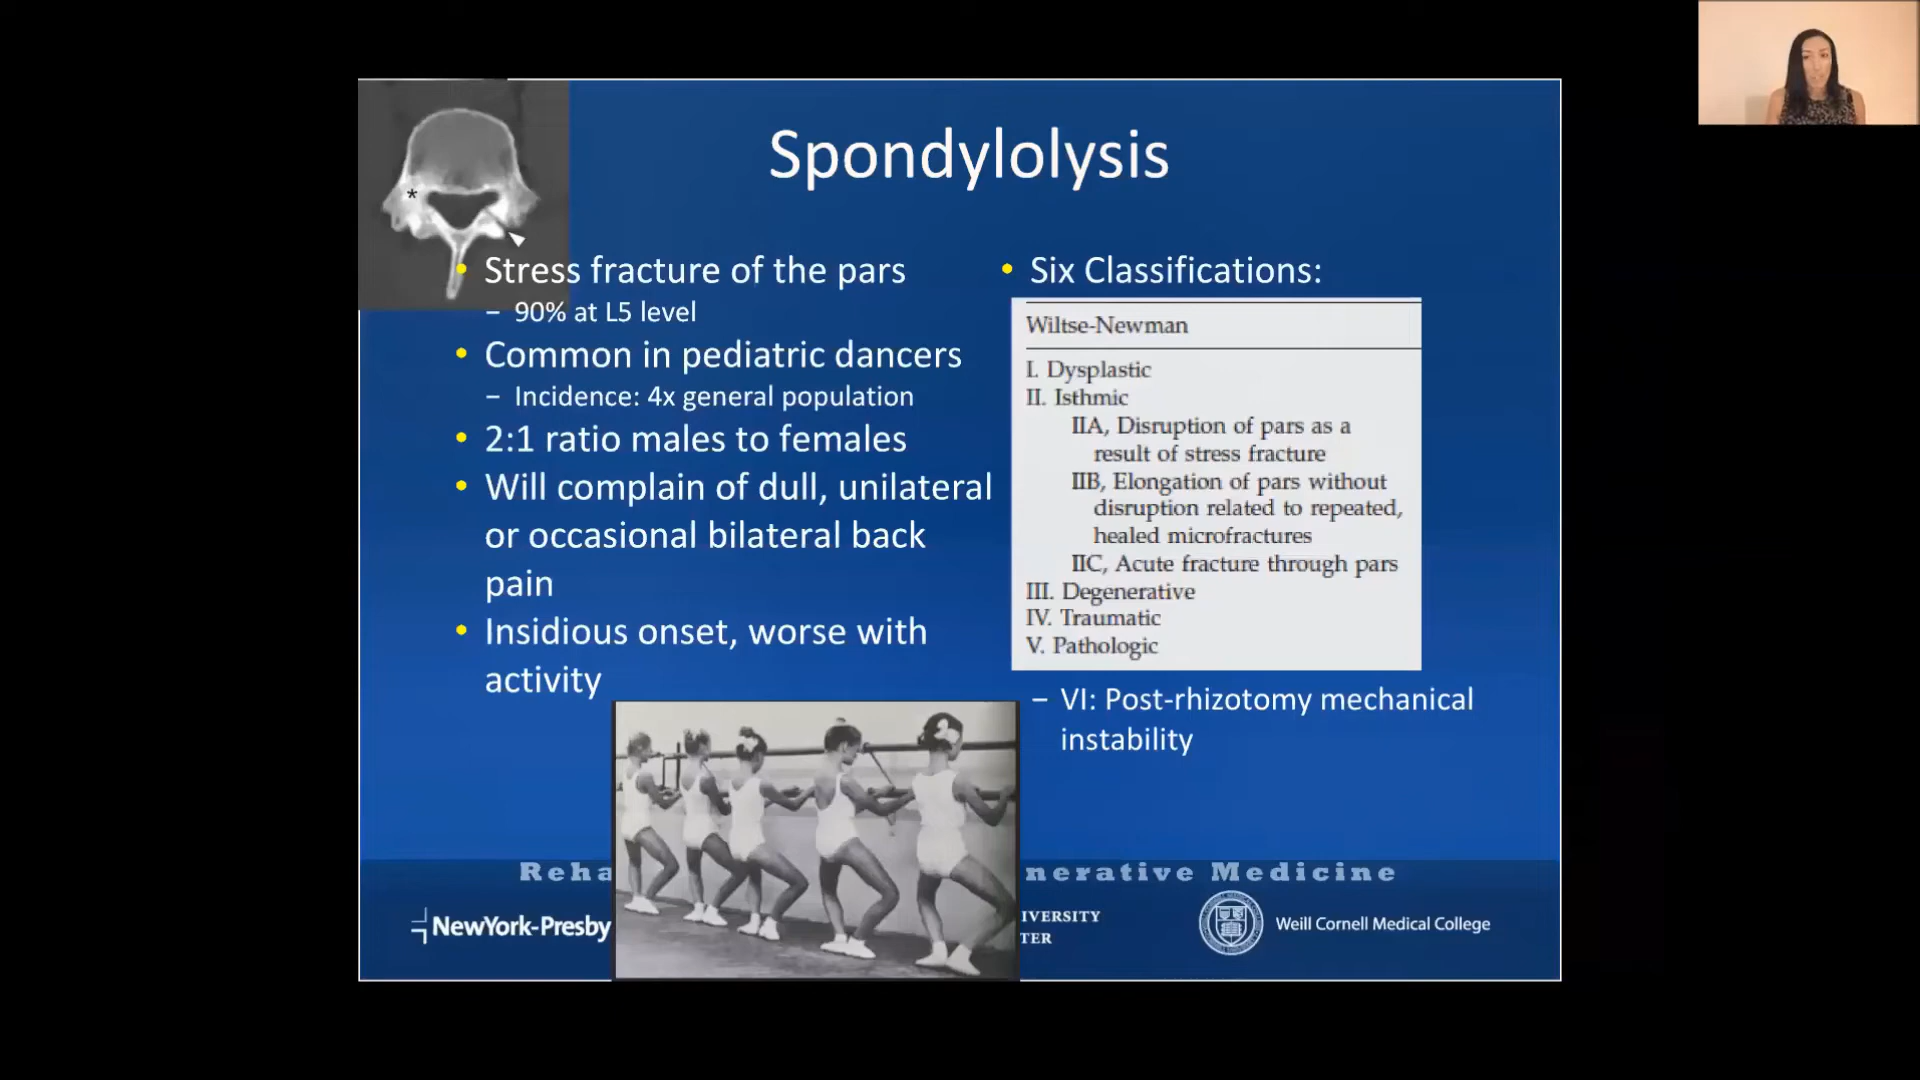 Spondylolysis
*
• Stress fracture of the pars
– 90% at L5 level
• Common in pediatric dancers
– Incidence: 4x general population
• 2:1 ratio males to females
• Will complain of dull, unilateral
or occasional bilateral back
pain
• Insidious onset, worse with
activity
• Six Classifications:
Wiltse-Newman
I. Dysplastic
II. Isthmic
IIA, Disruption of pars as a
result of stress fracture
IIB, Elongation of pars without
disruption related to repeated,
healed microfractures
IIC, Acute fracture through pars
III. Degenerative
IV. Traumatic
V. Pathologic
– VI: Post-rhizotomy mechanical
instability
Reha
nerative Medicine
NewYork-Presby
IVERSITY
TER
Weill Cornell Medical College